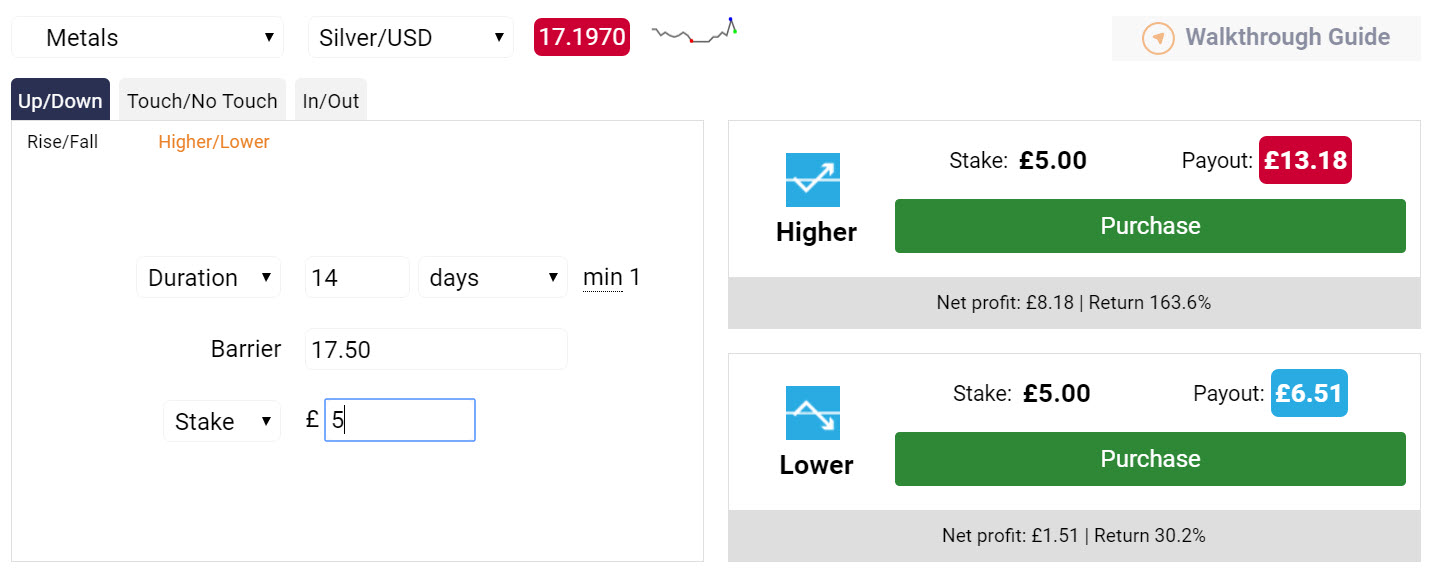 Metals
Silver/USD
17.1970
Walkthrough Guide
Up/Down
Touch/No Touch
In/Out
Rise/Fall
Higher/Lower
Duration
14
days
min 1
Barrier
17.50
Stake
£
5
Higher
Stake: £5.00
Payout: £13.18
Purchase
Net profit: £8.18 | Return 163.6%
Lower
Stake: £5.00
Payout: £6.51
Purchase
Net profit: £1.51 | Return 30.2%